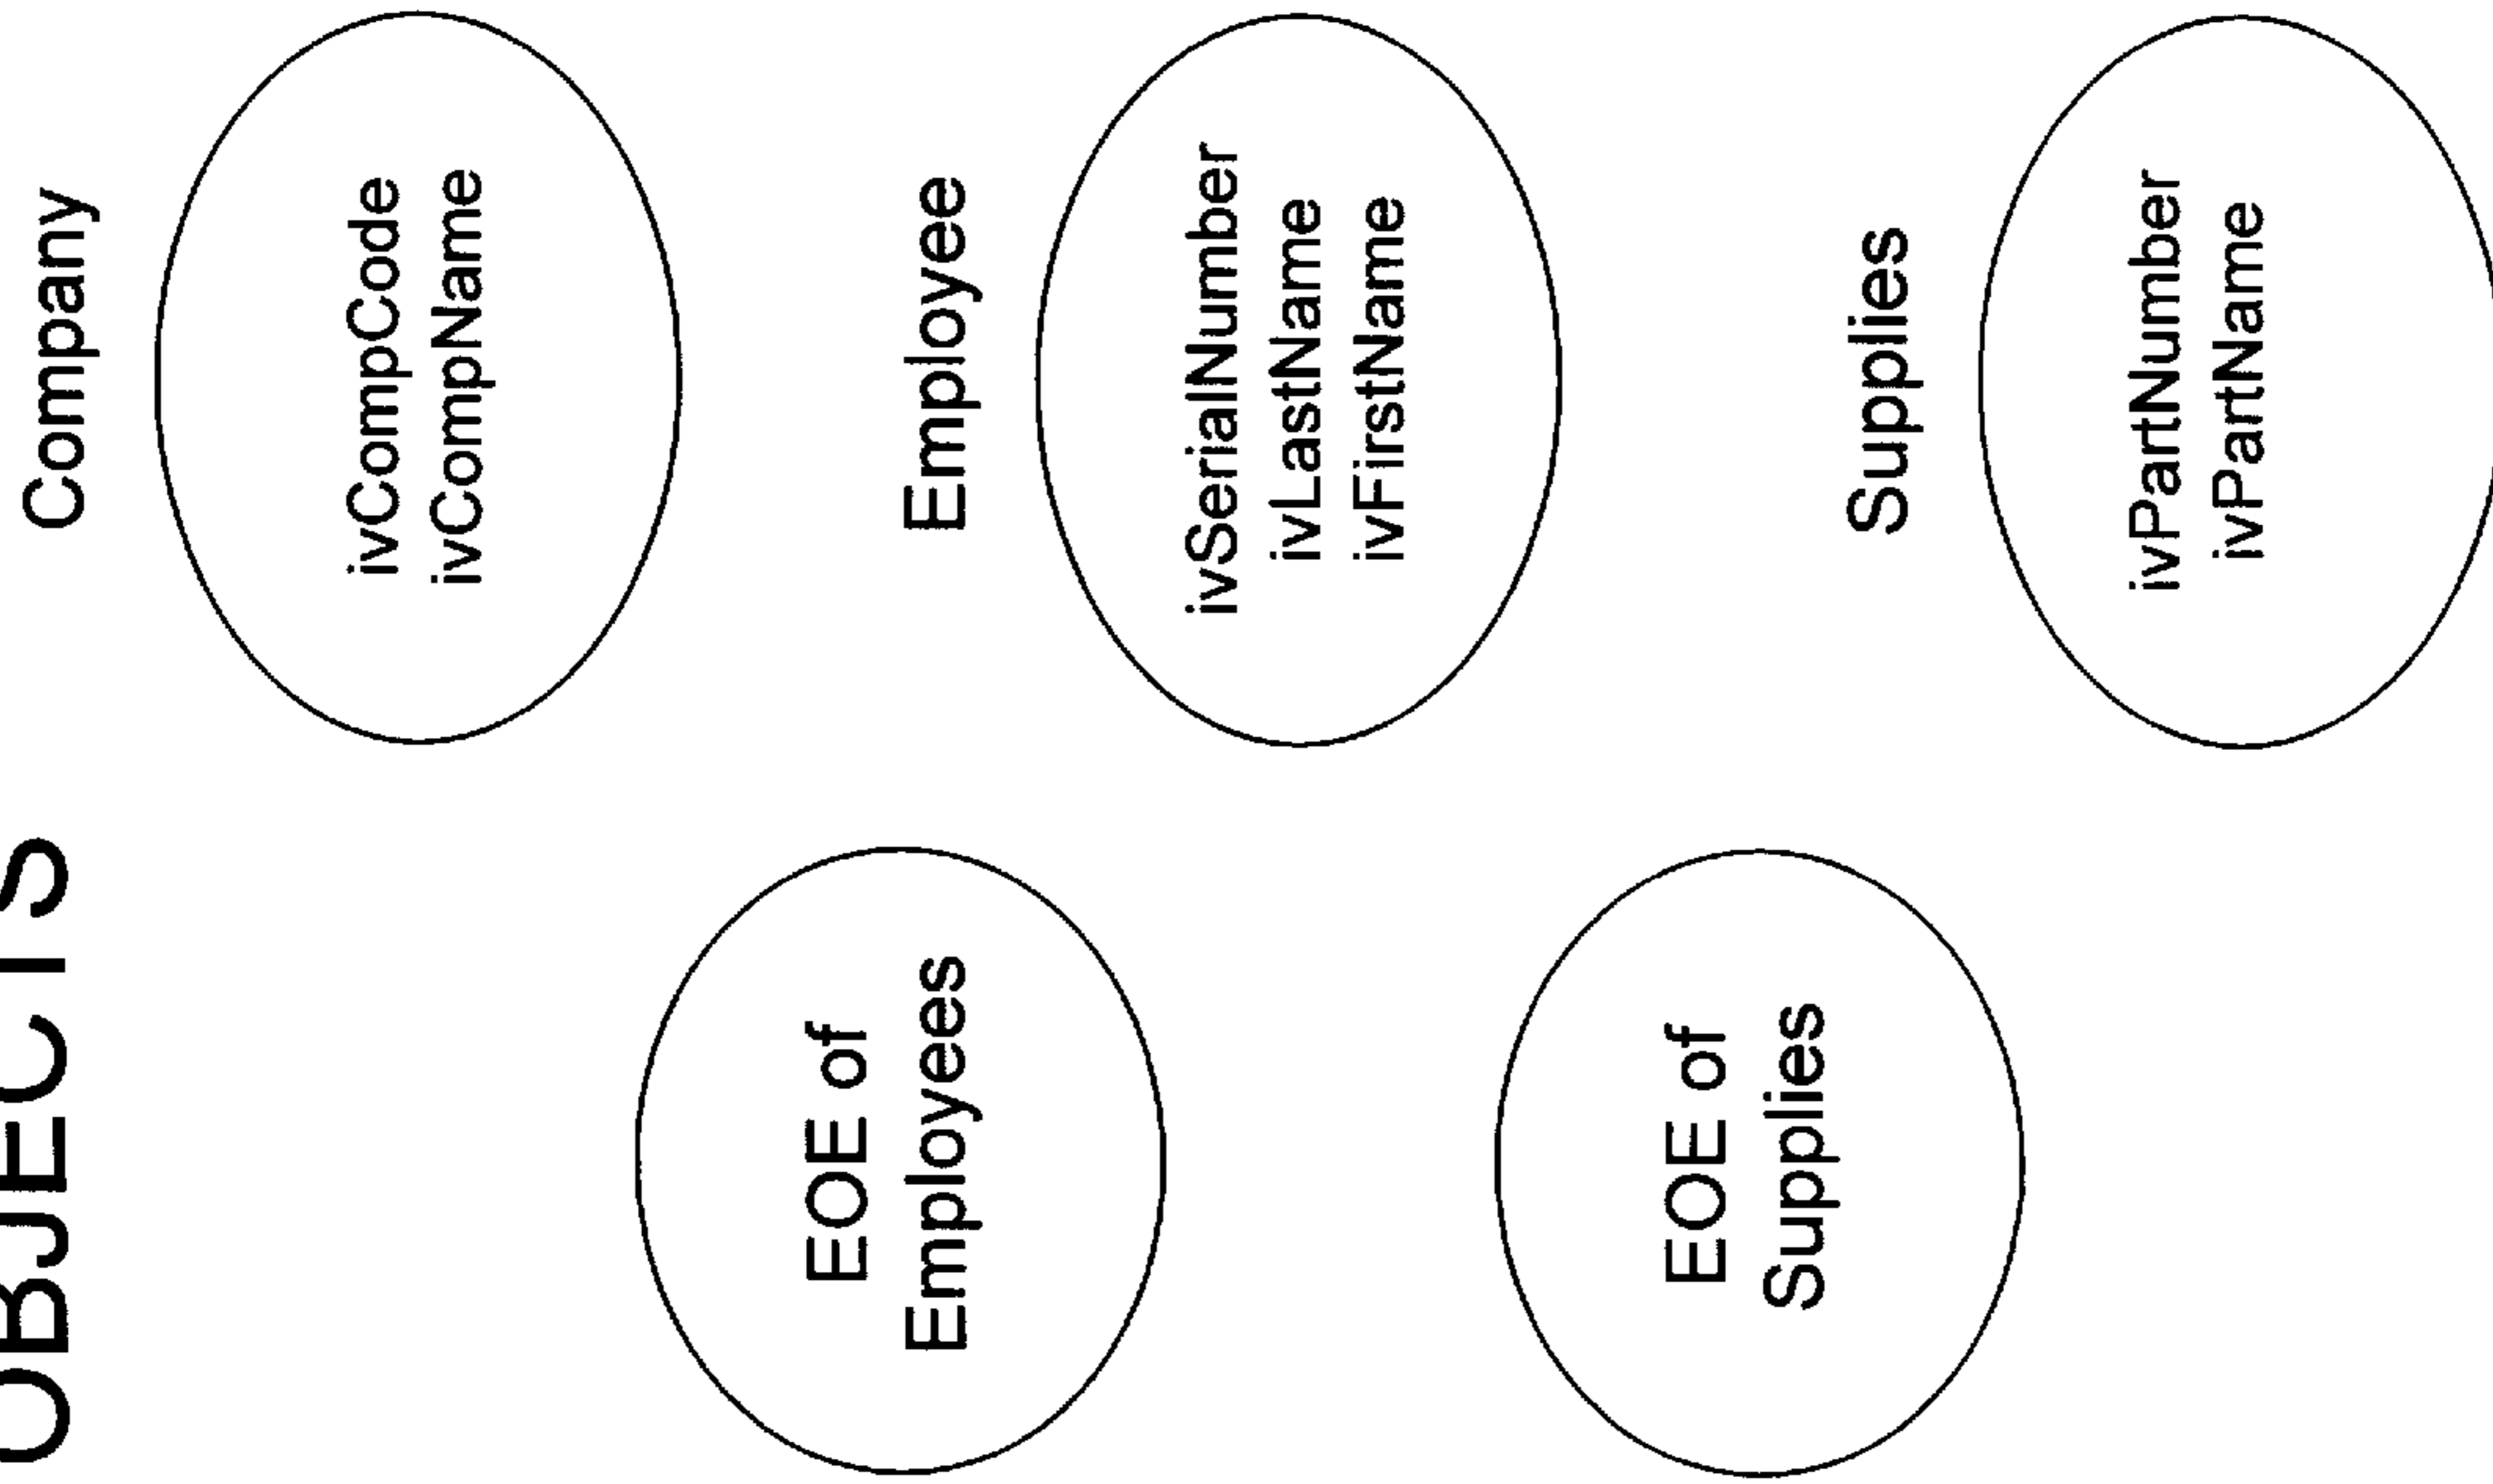 OBJECTS
Company
ivCompCode
ivCompName
EOE of
Employees
Employee
ivSerialNumber
ivLastName
ivFirstName
EOE of
Supplies
Supplies
ivPartNumber
ivPartName